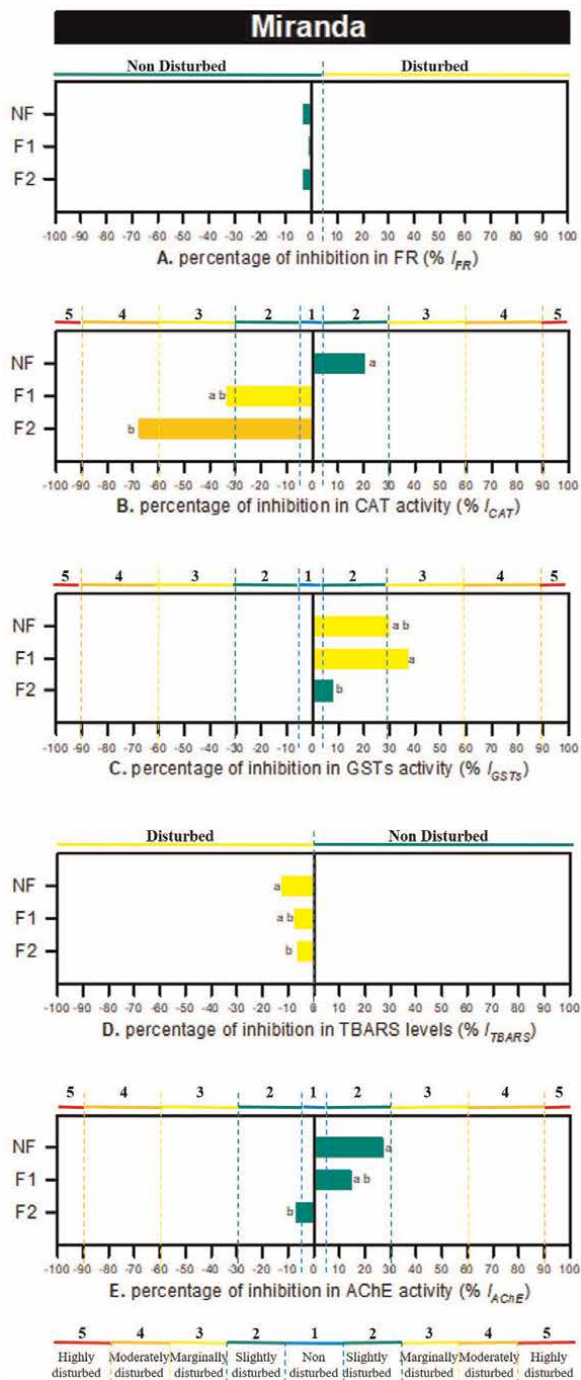 Miranda
Non Disturbed Disturbed
NF
F1
F2
-100 -90 -80 -70 -60 -50 -40 -30 -20 -10 0 10 20 30 40 50 60 70 80 90 100
A. percentage of inhibition in FR (% I_FR)
5 4 3 2 1 2 3 4 5
NF a
F1 a b
F2 b
-100 -90 -80 -70 -60 -50 -40 -30 -20 -10 0 10 20 30 40 50 60 70 80 90 100
B. percentage of inhibition in CAT activity (% I_CAT)
5 4 3 2 1 2 3 4 5
NF a b
F1 a
F2 b
-100 -90 -80 -70 -60 -50 -40 -30 -20 -10 0 10 20 30 40 50 60 70 80 90 100
C. percentage of inhibition in GSTs activity (% I_GSTs)
Disturbed Non Disturbed
NF a
F1 a b
F2 b
-100 -90 -80 -70 -60 -50 -40 -30 -20 -10 0 10 20 30 40 50 60 70 80 90 100
D. percentage of inhibition in TBARS levels (% I_TBARS)
5 4 3 2 1 2 3 4 5
NF a
F1 a b
F2 b
-100 -90 -80 -70 -60 -50 -40 -30 -20 -10 0 10 20 30 40 50 60 70 80 90 100
E. percentage of inhibition in AChE activity (% I_AChE)
5 4 3 2 1 2 3 4 5
Highly Moderately Marginally Slightly Non Slightly Marginally Moderately Highly
disturbed disturbed disturbed disturbed disturbed disturbed disturbed disturbed disturbed